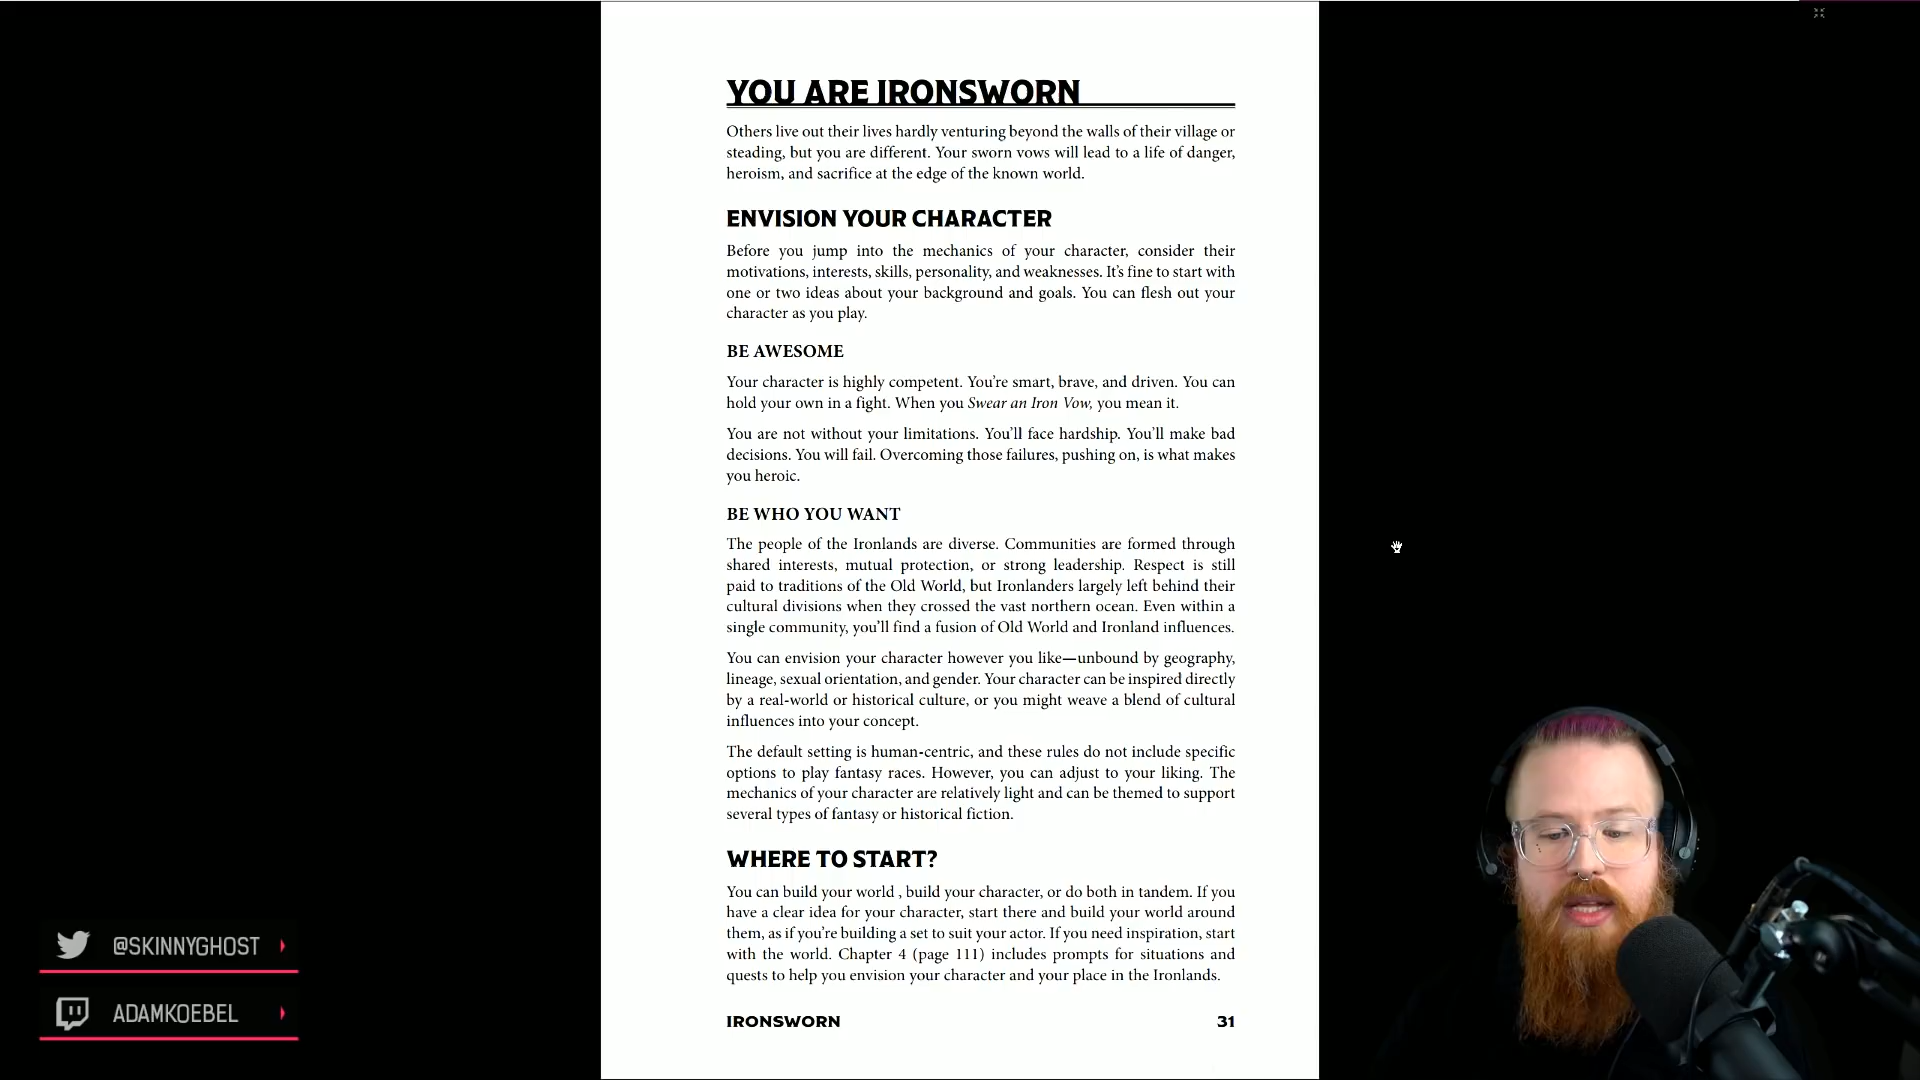 YOU ARE IRONSWORN
Others live out their lives hardly venturing beyond the walls of their village or
steading, but you are different. Your sworn vows will lead to a life of danger,
heroism, and sacrifice at the edge of the known world.
ENVISION YOUR CHARACTER
Before you jump into the mechanics of your character, consider their
motivations, interests, skills, personality, and weaknesses. It's fine to start with
one or two ideas about your background and goals. You can flesh out your
character as you play.
BE AWESOME
Your character is highly competent. You're smart, brave, and driven. You can
hold your own in a fight. When you Swear an Iron Vow, you mean it.
You are not without your limitations. You'll face hardship. You'll make bad
decisions. You will fail. Overcoming those failures, pushing on, is what makes
you heroic.
BE WHO YOU WANT
The people of the Ironlands are diverse. Communities are formed through
shared interests, mutual protection, or strong leadership. Respect is still
paid to traditions of the Old World, but Ironlanders largely left behind their
cultural divisions when they crossed the vast northern ocean. Even within a
single community, you'll find a fusion of Old World and Ironland influences.
You can envision your character however you like—unbound by geography,
lineage, sexual orientation, and gender. Your character can be inspired directly
by a real-world or historical culture, or you might weave a blend of cultural
influences into your concept.
The default setting is human-centric, and these rules do not include specific
options to play fantasy races. However, you can adjust to your liking. The
mechanics of your character are relatively light and can be themed to support
several types of fantasy or historical fiction.
WHERE TO START?
You can build your world , build your character, or do both in tandem. If you
have a clear idea for your character, start there and build your world around
them, as if you're building a set to suit your actor. If you need inspiration, start
with the world. Chapter 4 (page 111) includes prompts for situations and
quests to help you envision your character and your place in the Ironlands.
IRONSWORN 31
@SKINNYGHOST
ADAMKOEBEL